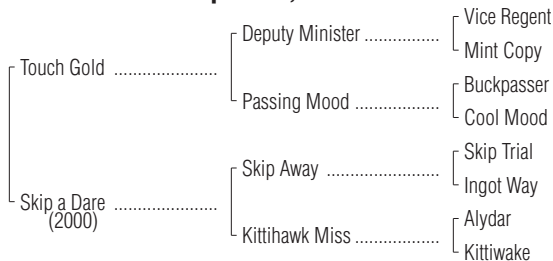 Vice Regent
Deputy Minister ................
Mint Copy
Touch Gold ......................
Buckpasser
Passing Mood ..................
Cool Mood
Skip Trial
Skip Away .......................
Ingot Way
Skip a Dare ......................
(2000)
Alydar
Kittihawk Miss .................
Kittiwake